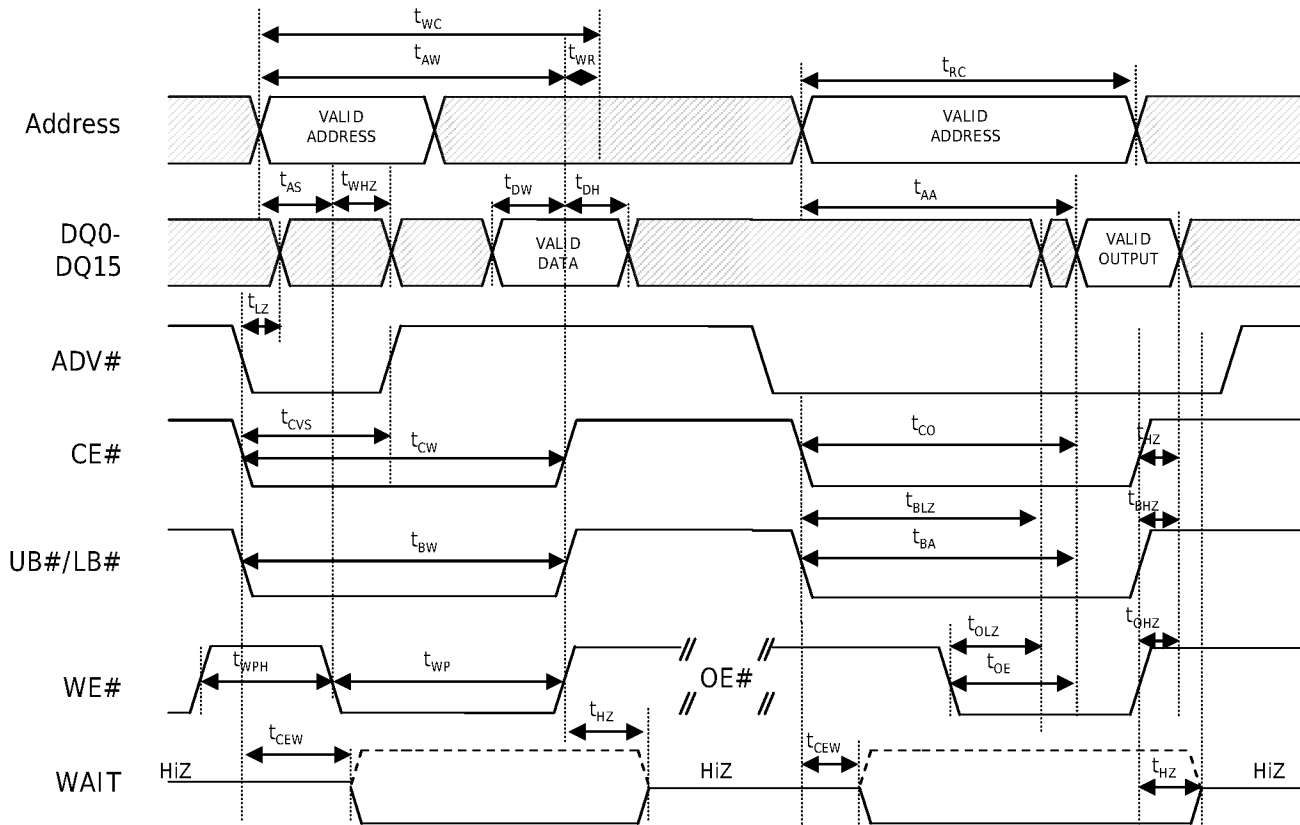 tWC
tAW
tWR
tRC
Address
VALID
ADDRESS
VALID
ADDRESS
tAS
tWHZ
tDW
tDH
tAA
DQ0-
DQ15
VALID
DATA
VALID
OUTPUT
tLZ
ADV#
tCVS
tCW
tCO
tHZ
CE#
tBLZ
tBHZ
tBW
tBA
UB#/LB#
tOLZ
tOHZ
tWPH
tWP
tOE
WE#
OE#
tHZ
tCEW
tCEW
HiZ
HiZ
tHZ
HiZ
WAIT